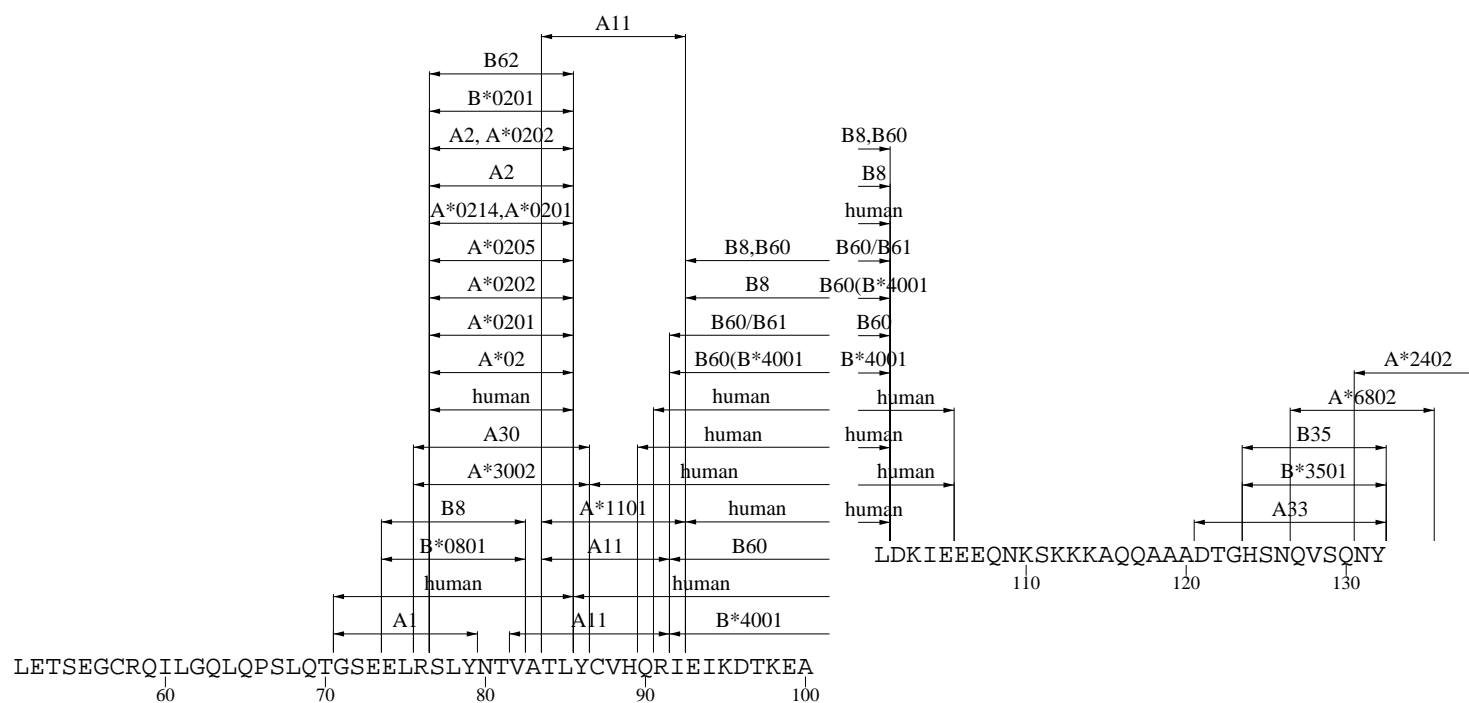 A11
B62
B*0201
A2, A*0202 B8,B60
A2 B8
A*0214,A*0201 human
A*0205 B8,B60 B60/B61
A*0202 B8 B60(B*4001
A*0201 B60/B61 B60
A*02 B60(B*4001 B*4001 A*2402
human human human A*6802
A30 human human B35
A*3002 human human B*3501
B8 A*1101 human human A33
B*0801 A11 B60
LDKIEEEQNKSKKKAQQAAADTGHSNQVSQNY
110 120 130
human human
A1 A11 B*4001
LETSEGCRQILGQLQPSLQTGSEELRSLYNTVATLYCVHQRIEIKDTKEA
60 70 80 90 100